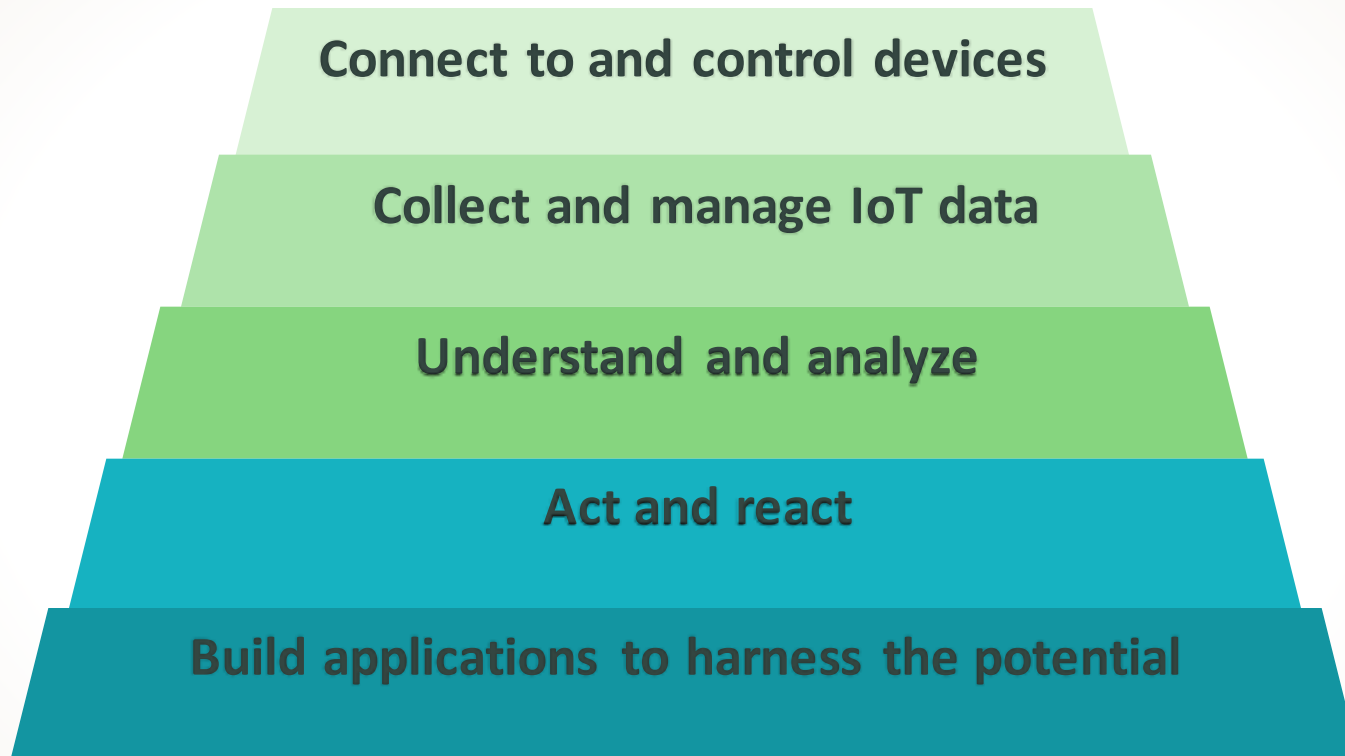 Connect to and control devices
Collect and manage IoT data
Understand and analyze
Act and react
Build applications to harness the potential